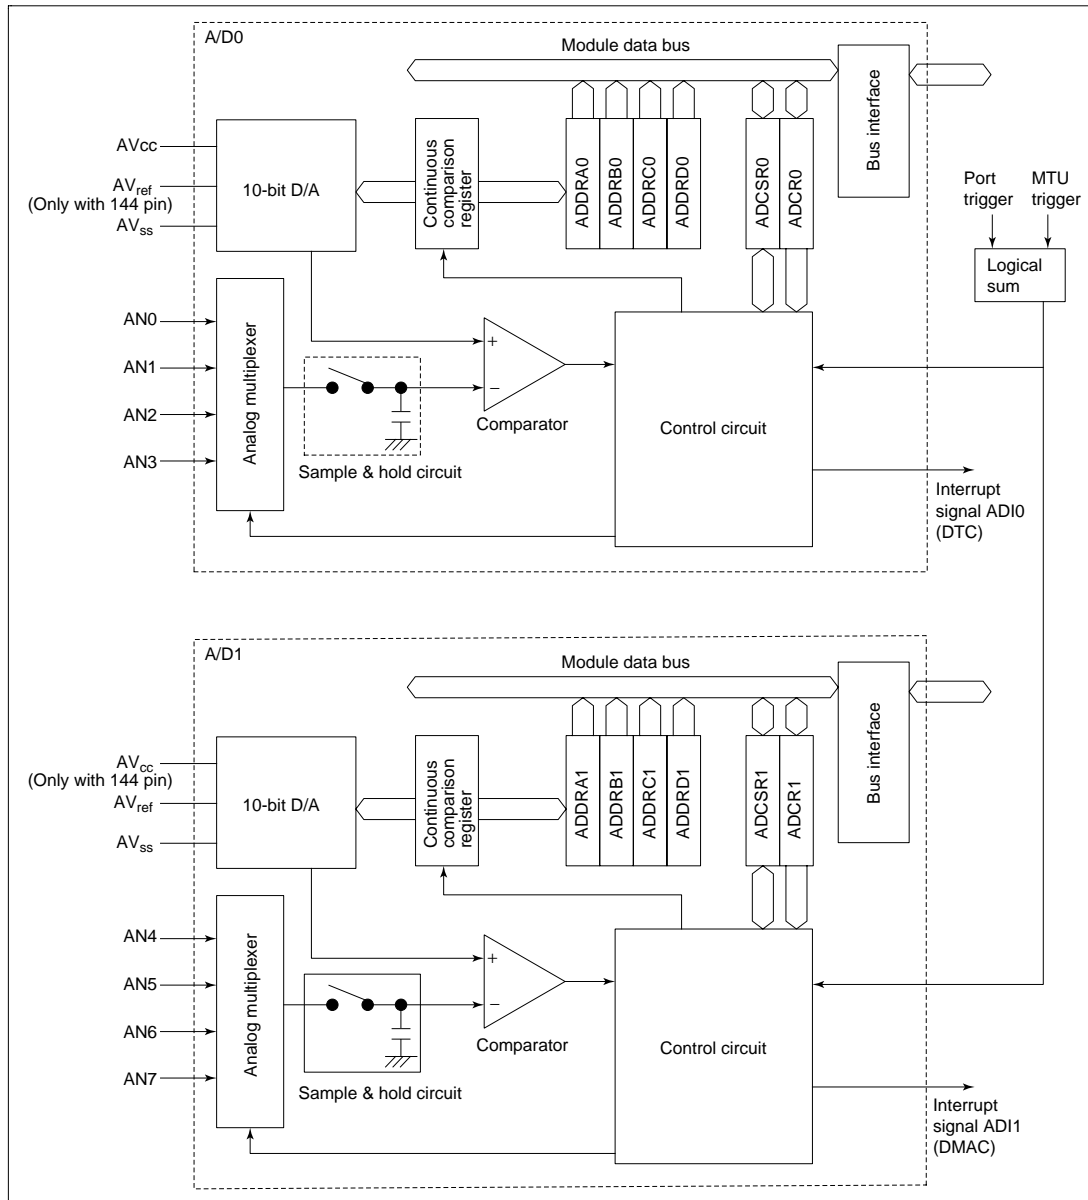 A/D0
Module data bus
Bus interface
AVcc
AVref
(Only with 144 pin)
AVss
10-bit D/A
Continuous
comparison
register
ADDRA0
ADDRB0
ADDRC0
ADDRD0
ADCSR0
ADCR0
Port
trigger
MTU
trigger
Logical
sum
AN0
AN1
AN2
AN3
Analog multiplexer
+
−
Comparator
Sample & hold circuit
Control circuit
Interrupt
signal ADI0
(DTC)
A/D1
Module data bus
Bus interface
AVcc
(Only with 144 pin)
AVref
AVss
10-bit D/A
Continuous
comparison
register
ADDRA1
ADDRB1
ADDRC1
ADDRD1
ADCSR1
ADCR1
AN4
AN5
AN6
AN7
Analog multiplexer
+
−
Comparator
Sample & hold circuit
Control circuit
Interrupt
signal ADI1
(DMAC)